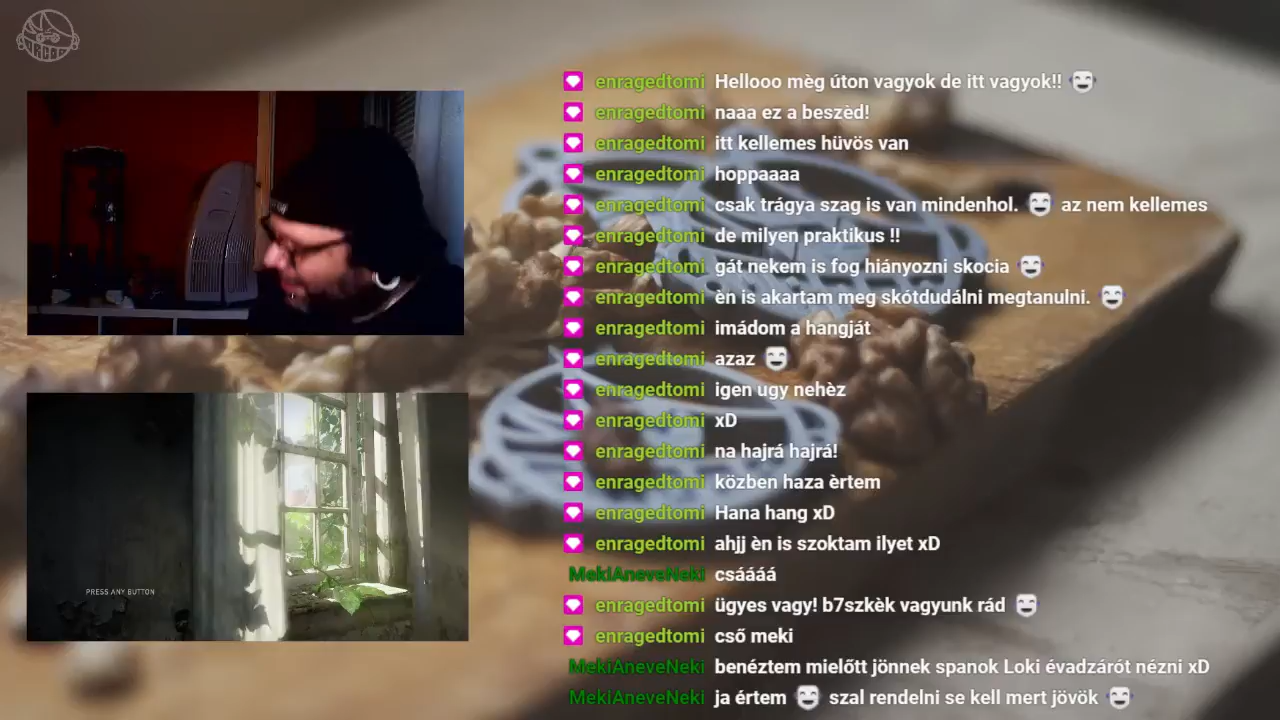 enragedtomi Hellooo mèg úton vagyok de itt vagyok!!
enragedtomi naaa ez a beszèd!
enragedtomi itt kellemes hüvös van
enragedtomi hoppaaaa
enragedtomi csak trágya szag is van mindenhol. az nem kellemes
enragedtomi de milyen praktikus !!
enragedtomi gát nekem is fog hiányozni skocia
enragedtomi èn is akartam meg skótdudálni megtanulni.
enragedtomi imádom a hangját
enragedtomi azaz
enragedtomi igen ugy nehèz
enragedtomi xD
enragedtomi na hajrá hajrá!
enragedtomi közben haza èrtem
enragedtomi Hana hang xD
enragedtomi ahjj èn is szoktam ilyet xD
MekiAneveNeki csáááá
enragedtomi ügyes vagy! b7szkèk vagyunk rád
enragedtomi cső meki
MekiAneveNeki benéztem mielőtt jönnek spanok Loki évadzárót nézni xD
MekiAneveNeki ja értem szal rendelni se kell mert jövök
PRESS ANY BUTTON